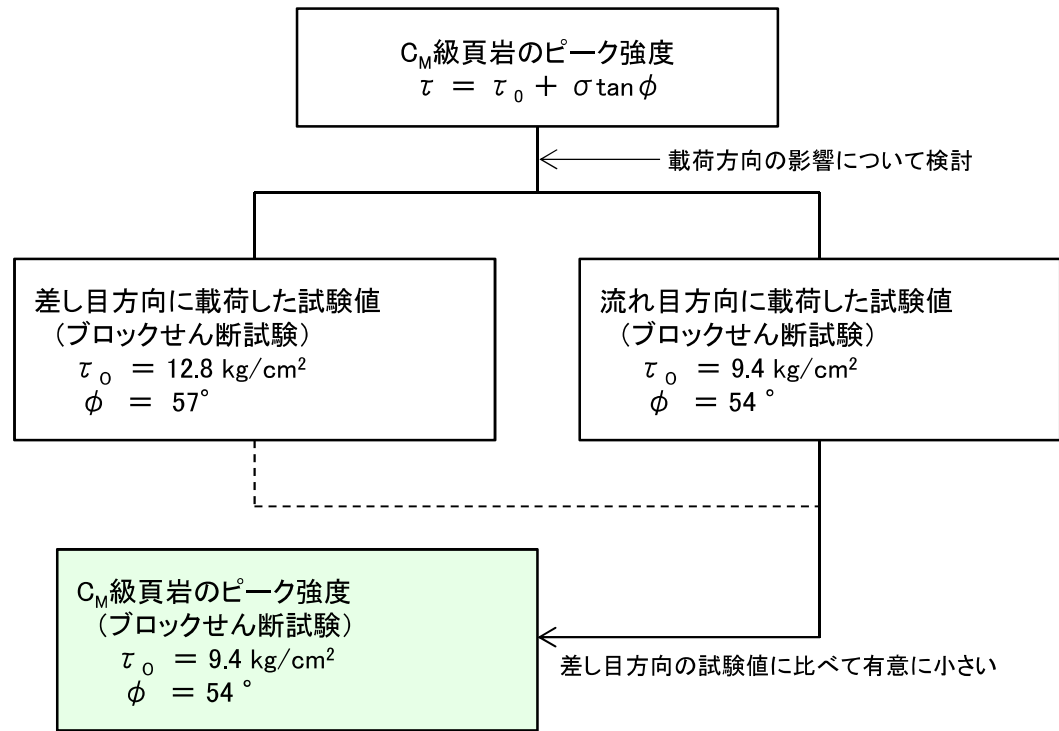 C_M級頁岩のピーク強度
τ = τ₀ + σtanφ
載荷方向の影響について検討
差し目方向に載荷した試験値
(ブロックせん断試験)
τ₀ = 12.8 kg/cm²
φ = 57°
流れ目方向に載荷した試験値
(ブロックせん断試験)
τ₀ = 9.4 kg/cm²
φ = 54 °
C_M級頁岩のピーク強度
(ブロックせん断試験)
τ₀ = 9.4 kg/cm²
φ = 54 °
差し目方向の試験値に比べて有意に小さい